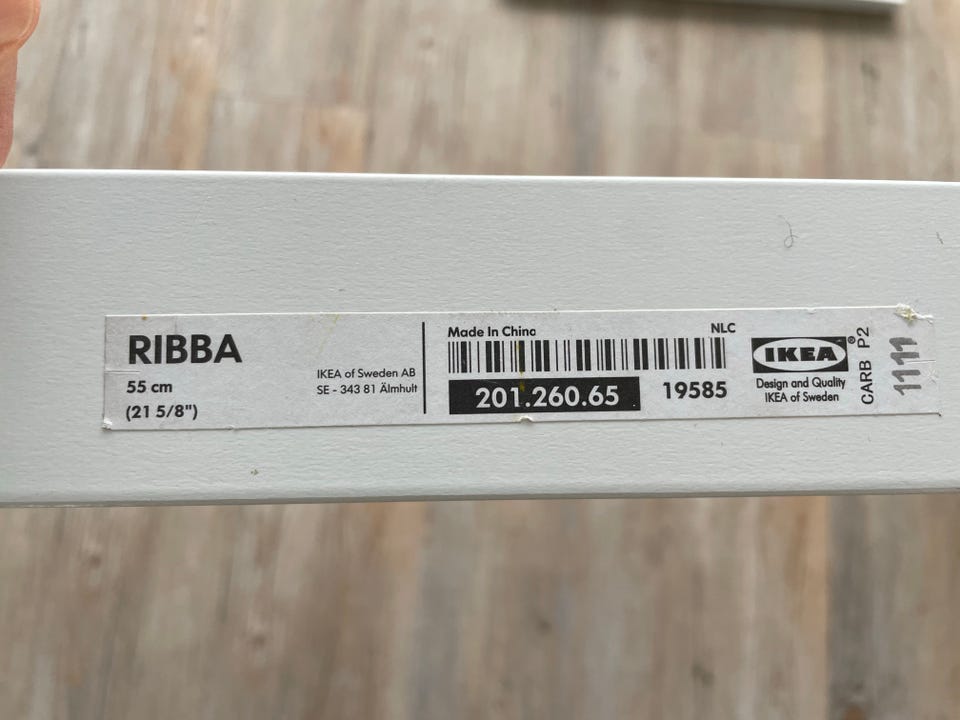 RIBBA
55 cm
(21 5/8")
IKEA of Sweden AB
SE - 343 81 Älmhult
Made In China
NLC
201.260.65
19585
IKEA®
Design and Quality
IKEA of Sweden
CARB P2
1111